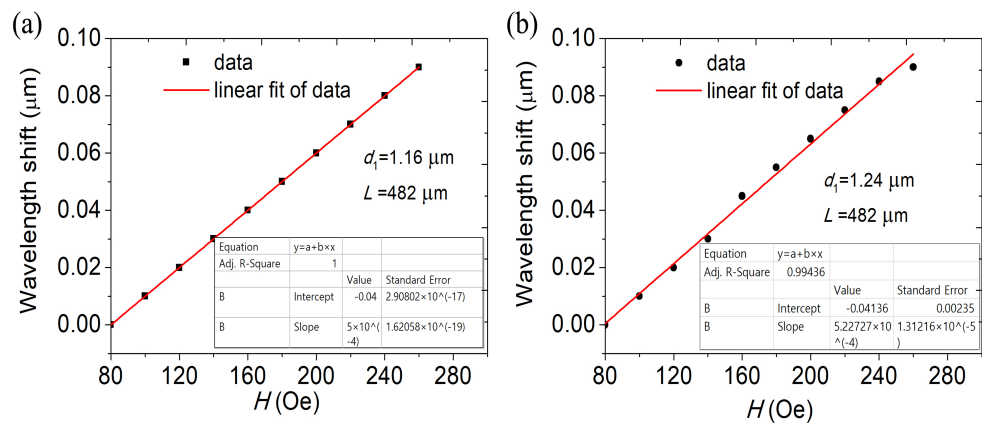 (a)
0.10
0.08
0.06
0.04
0.02
0.00
Wavelength shift (μm)
data
linear fit of data
d₁=1.16 μm
L =482 μm
Equation y=a+b×x
Adj. R-Square 1
Value Standard Error
B Intercept -0.04 2.90802×10^(-17)
B Slope 5×10^( 1.62058×10^(-19)
-4)
80 120 160 200 240 280
H (Oe)
(b)
0.10
0.08
0.06
0.04
0.02
0.00
Wavelength shift (μm)
data
linear fit of data
d₁=1.24 μm
L =482 μm
Equation y=a+b×x
Adj. R-Square 0.99436
Value Standard Error
B Intercept -0.04136 0.00235
B Slope 5.22727×10 1.31216×10^(-5
^(-4) )
80 120 160 200 240 280
H (Oe)